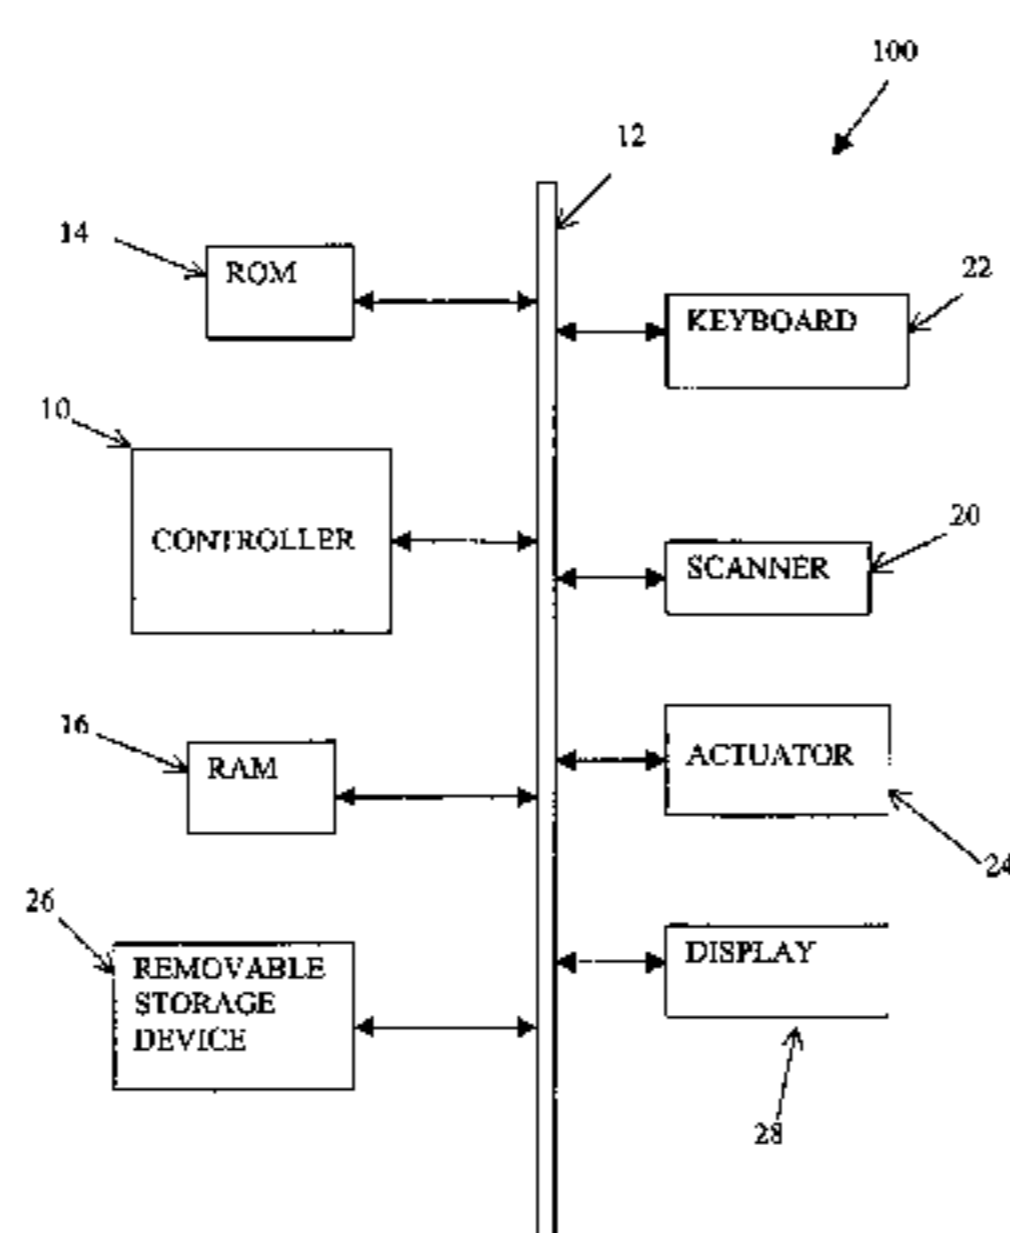 100
12
14
ROM
22
KEYBOARD
10
CONTROLLER
20
SCANNER
16
RAM
ACTUATOR
24
26
REMOVABLE
STORAGE
DEVICE
DISPLAY
28